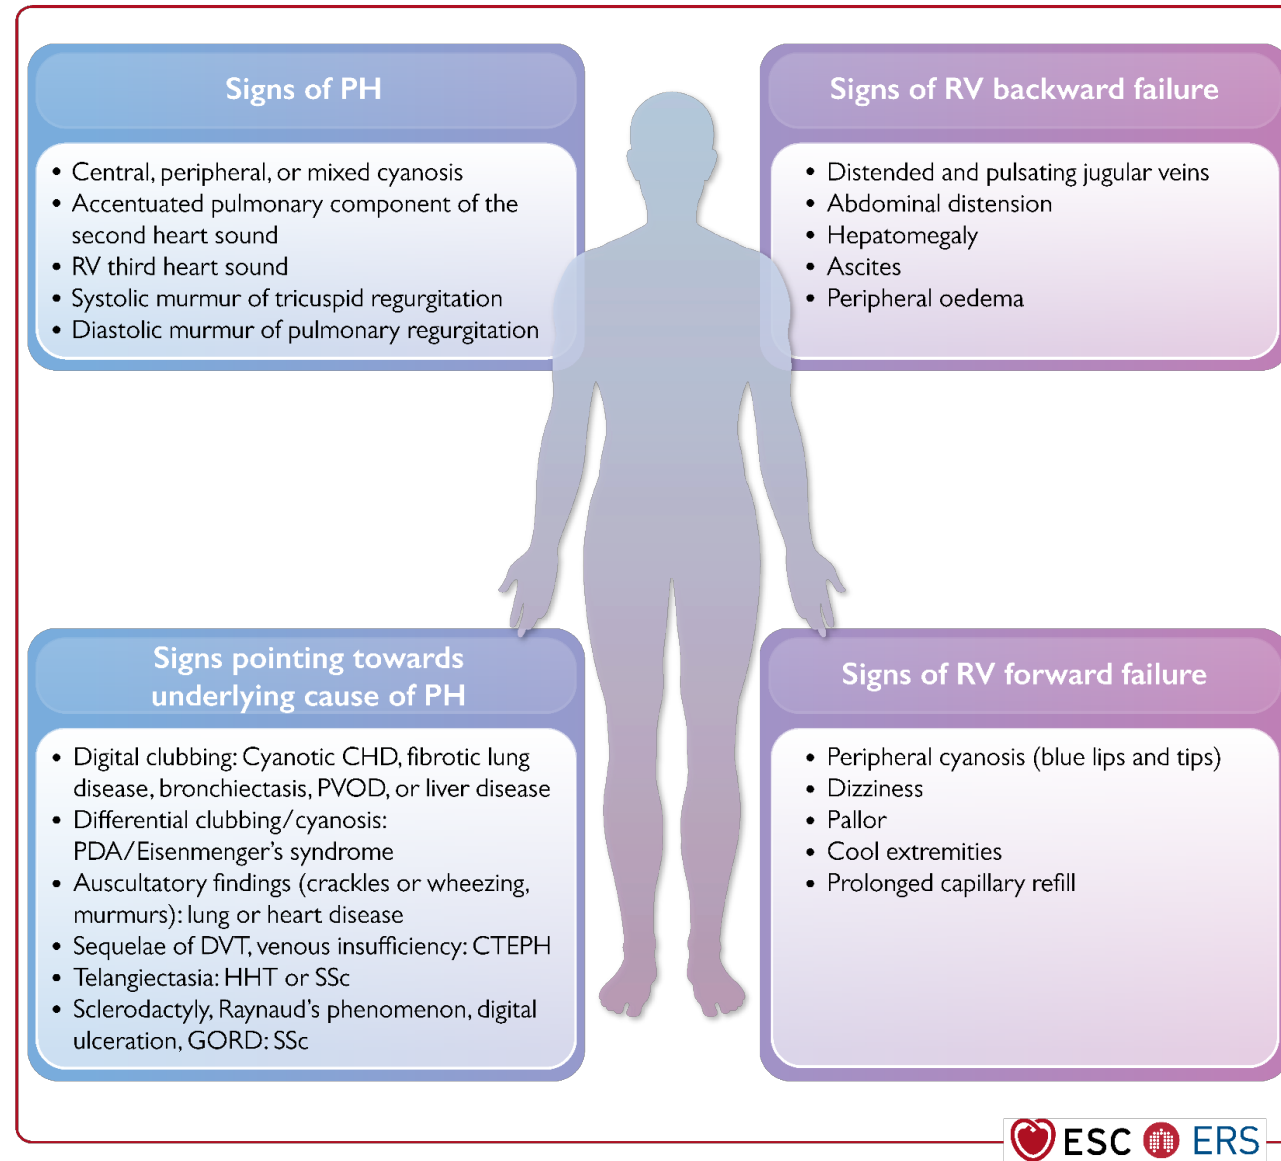 Signs of PH
• Central, peripheral, or mixed cyanosis
• Accentuated pulmonary component of the
second heart sound
• RV third heart sound
• Systolic murmur of tricuspid regurgitation
• Diastolic murmur of pulmonary regurgitation
Signs of RV backward failure
• Distended and pulsating jugular veins
• Abdominal distension
• Hepatomegaly
• Ascites
• Peripheral oedema
Signs pointing towards
underlying cause of PH
• Digital clubbing: Cyanotic CHD, fibrotic lung
disease, bronchiectasis, PVOD, or liver disease
• Differential clubbing/cyanosis:
PDA/Eisenmenger’s syndrome
• Auscultatory findings (crackles or wheezing,
murmurs): lung or heart disease
• Sequelae of DVT, venous insufficiency: CTEPH
• Telangiectasia: HHT or SSc
• Sclerodactyly, Raynaud’s phenomenon, digital
ulceration, GORD: SSc
Signs of RV forward failure
• Peripheral cyanosis (blue lips and tips)
• Dizziness
• Pallor
• Cool extremities
• Prolonged capillary refill
ESC ERS